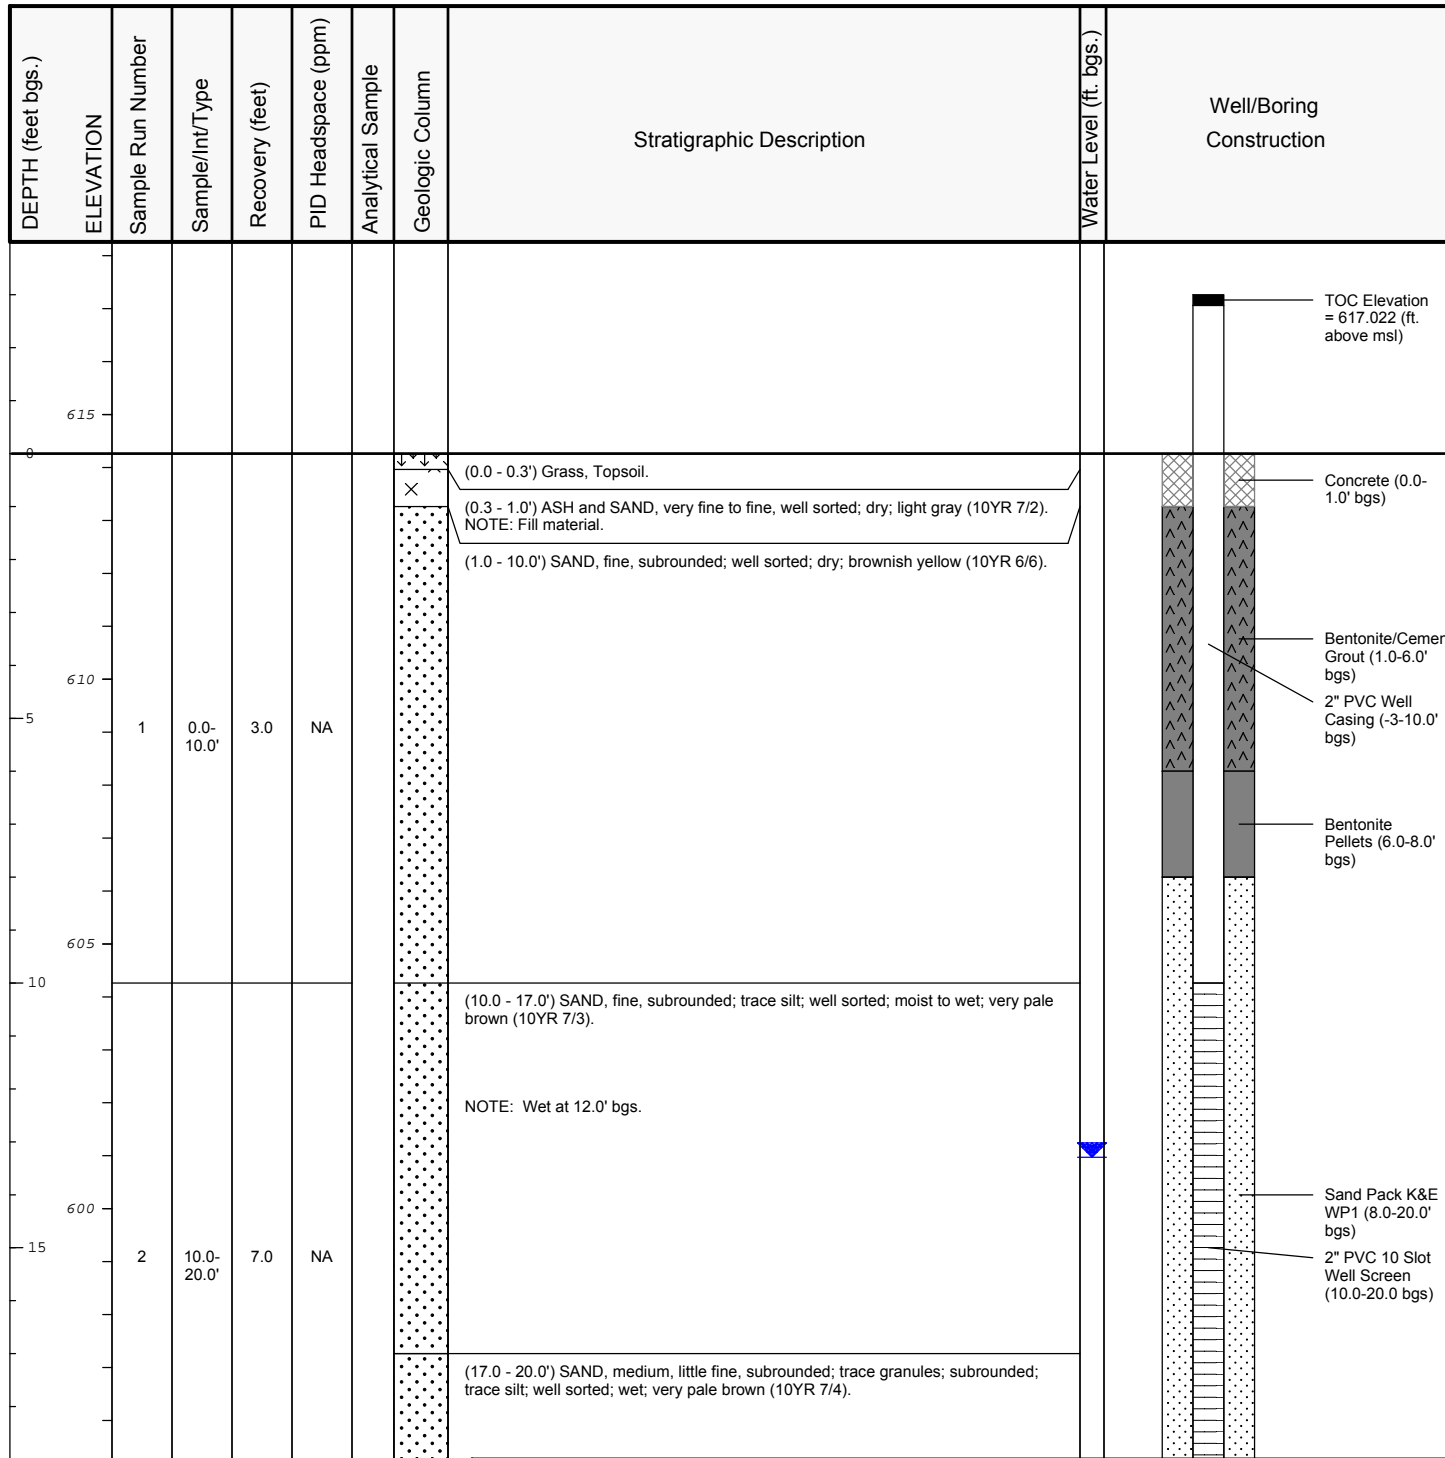 DEPTH (feet bgs.)
ELEVATION
Sample Run Number
Sample/Int/Type
Recovery (feet)
PID Headspace (ppm)
Analytical Sample
Geologic Column
Stratigraphic Description
Water Level (ft. bgs.)
Well/Boring
Construction
TOC Elevation
= 617.022 (ft.
above msl)
615
0
(0.0 - 0.3') Grass, Topsoil.
(0.3 - 1.0') ASH and SAND, very fine to fine, well sorted; dry; light gray (10YR 7/2).
NOTE: Fill material.
(1.0 - 10.0') SAND, fine, subrounded; well sorted; dry; brownish yellow (10YR 6/6).
Concrete (0.0-
1.0' bgs)
Bentonite/Cemen
Grout (1.0-6.0'
bgs)
610
2" PVC Well
Casing (-3-10.0'
bgs)
5
1
0.0-
10.0'
3.0
NA
Bentonite
Pellets (6.0-8.0'
bgs)
605
10
(10.0 - 17.0') SAND, fine, subrounded; trace silt; well sorted; moist to wet; very pale
brown (10YR 7/3).
NOTE: Wet at 12.0' bgs.
600
Sand Pack K&E
WP1 (8.0-20.0'
bgs)
15
2
10.0-
20.0'
7.0
NA
2" PVC 10 Slot
Well Screen
(10.0-20.0 bgs)
(17.0 - 20.0') SAND, medium, little fine, subrounded; trace granules; subrounded;
trace silt; well sorted; wet; very pale brown (10YR 7/4).